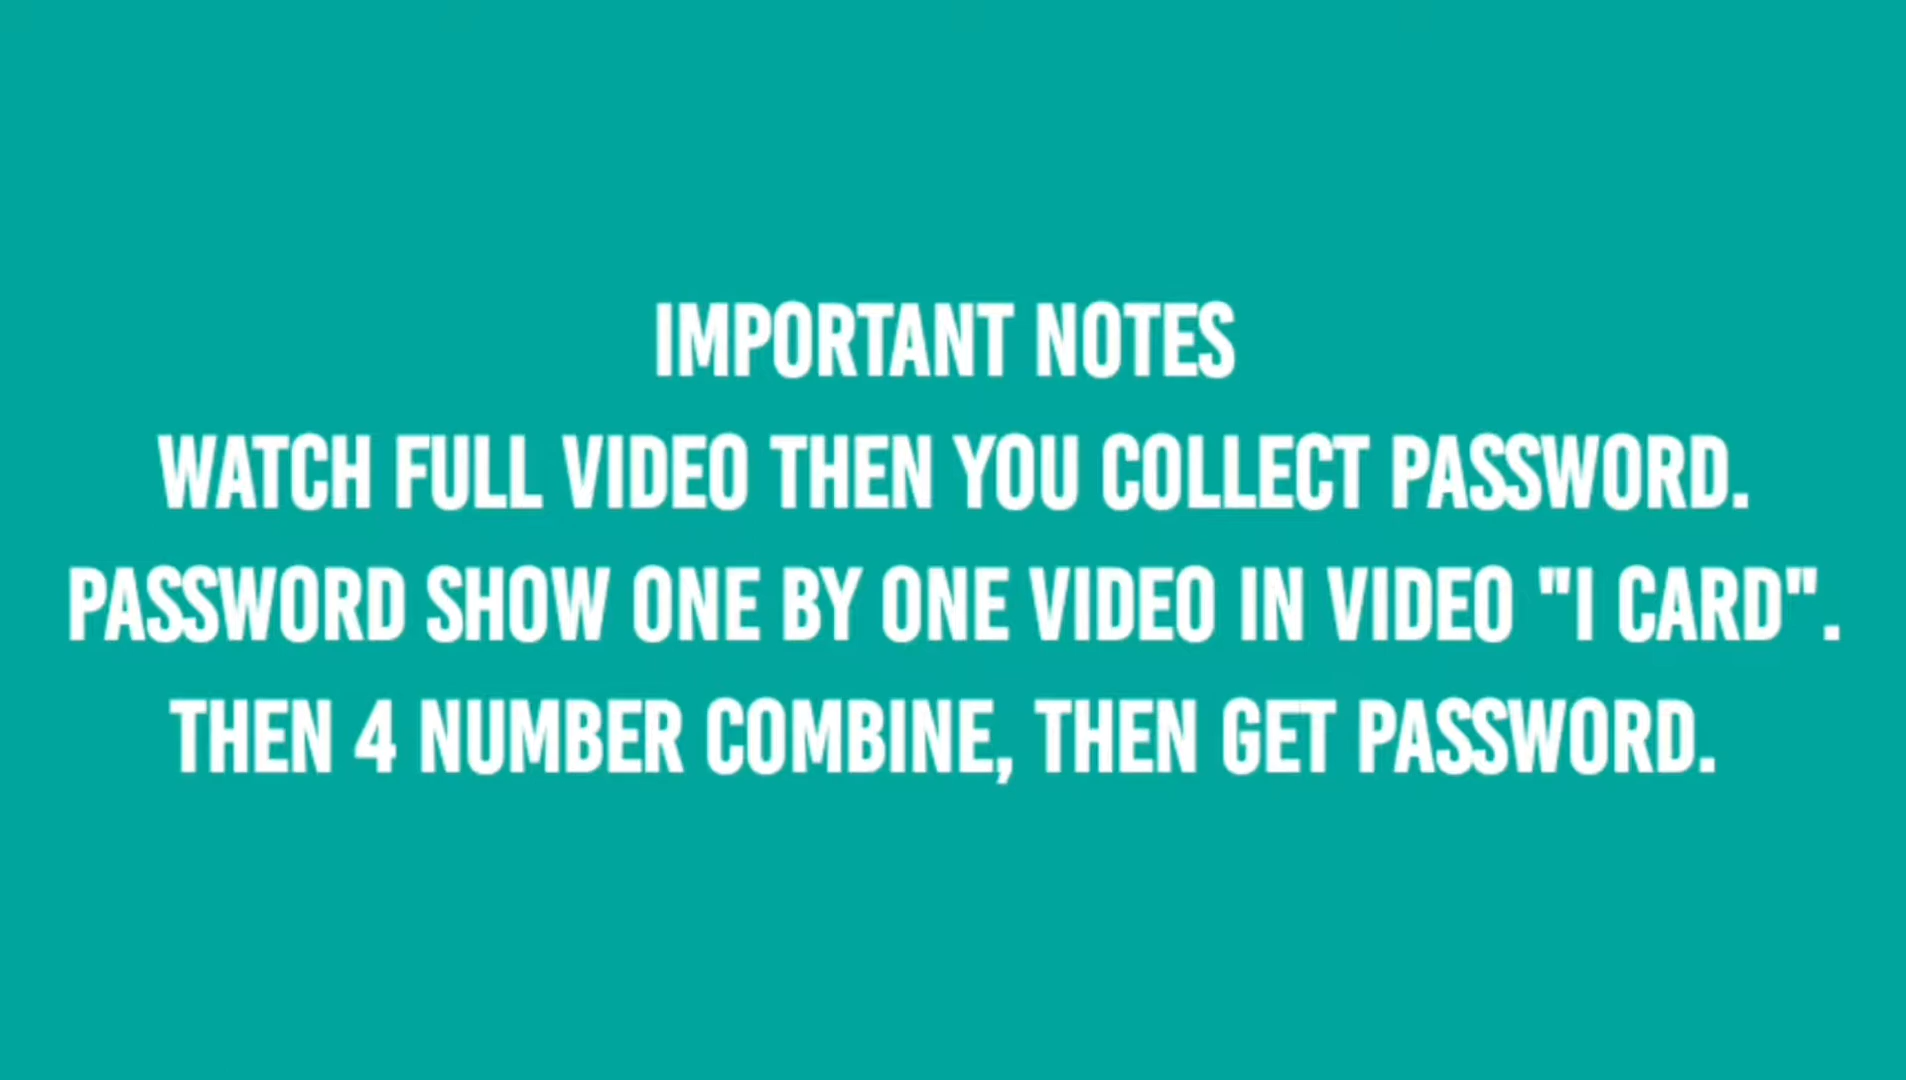 IMPORTANT NOTES
WATCH FULL VIDEO THEN YOU COLLECT PASSWORD.
PASSWORD SHOW ONE BY ONE VIDEO IN VIDEO "I CARD".
THEN 4 NUMBER COMBINE, THEN GET PASSWORD.